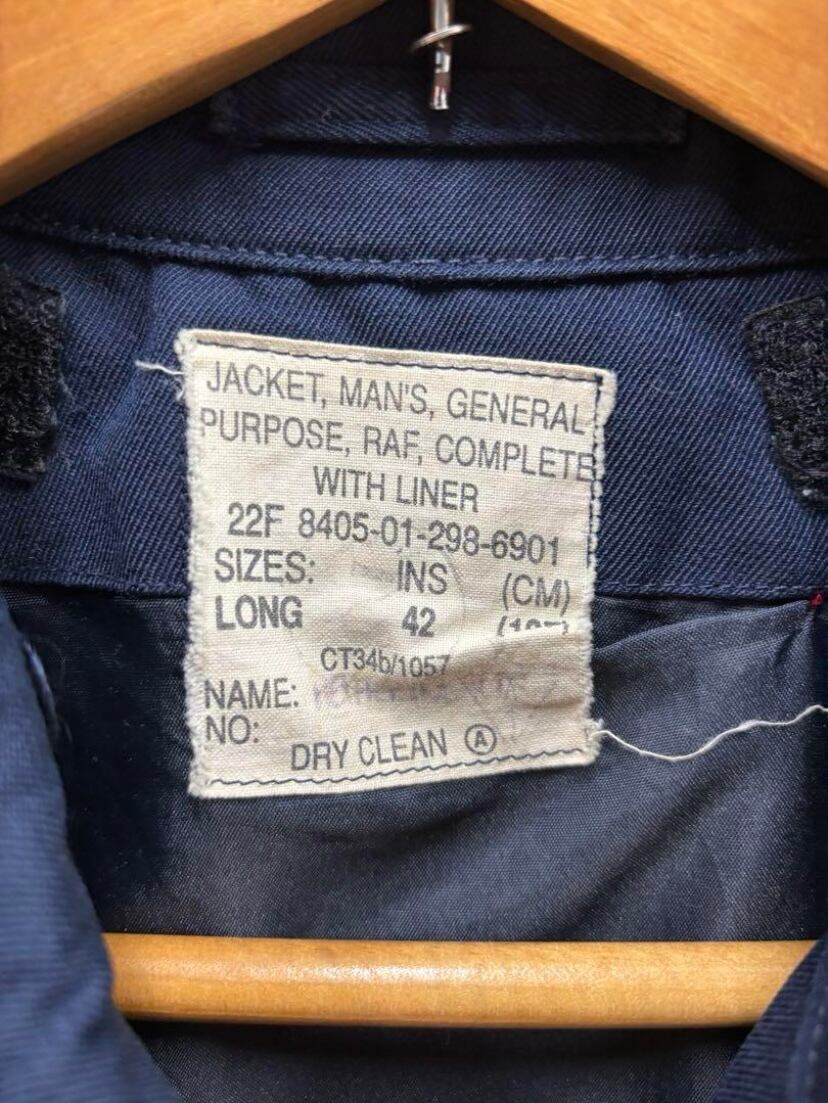 JACKET, MAN'S, GENERAL
PURPOSE, RAF, COMPLETE
WITH LINER
22F 8405-01-298-6901
SIZES: INS (CM)
LONG 42
CT34b/1057
NAME:
NO:
DRY CLEAN Ⓐ